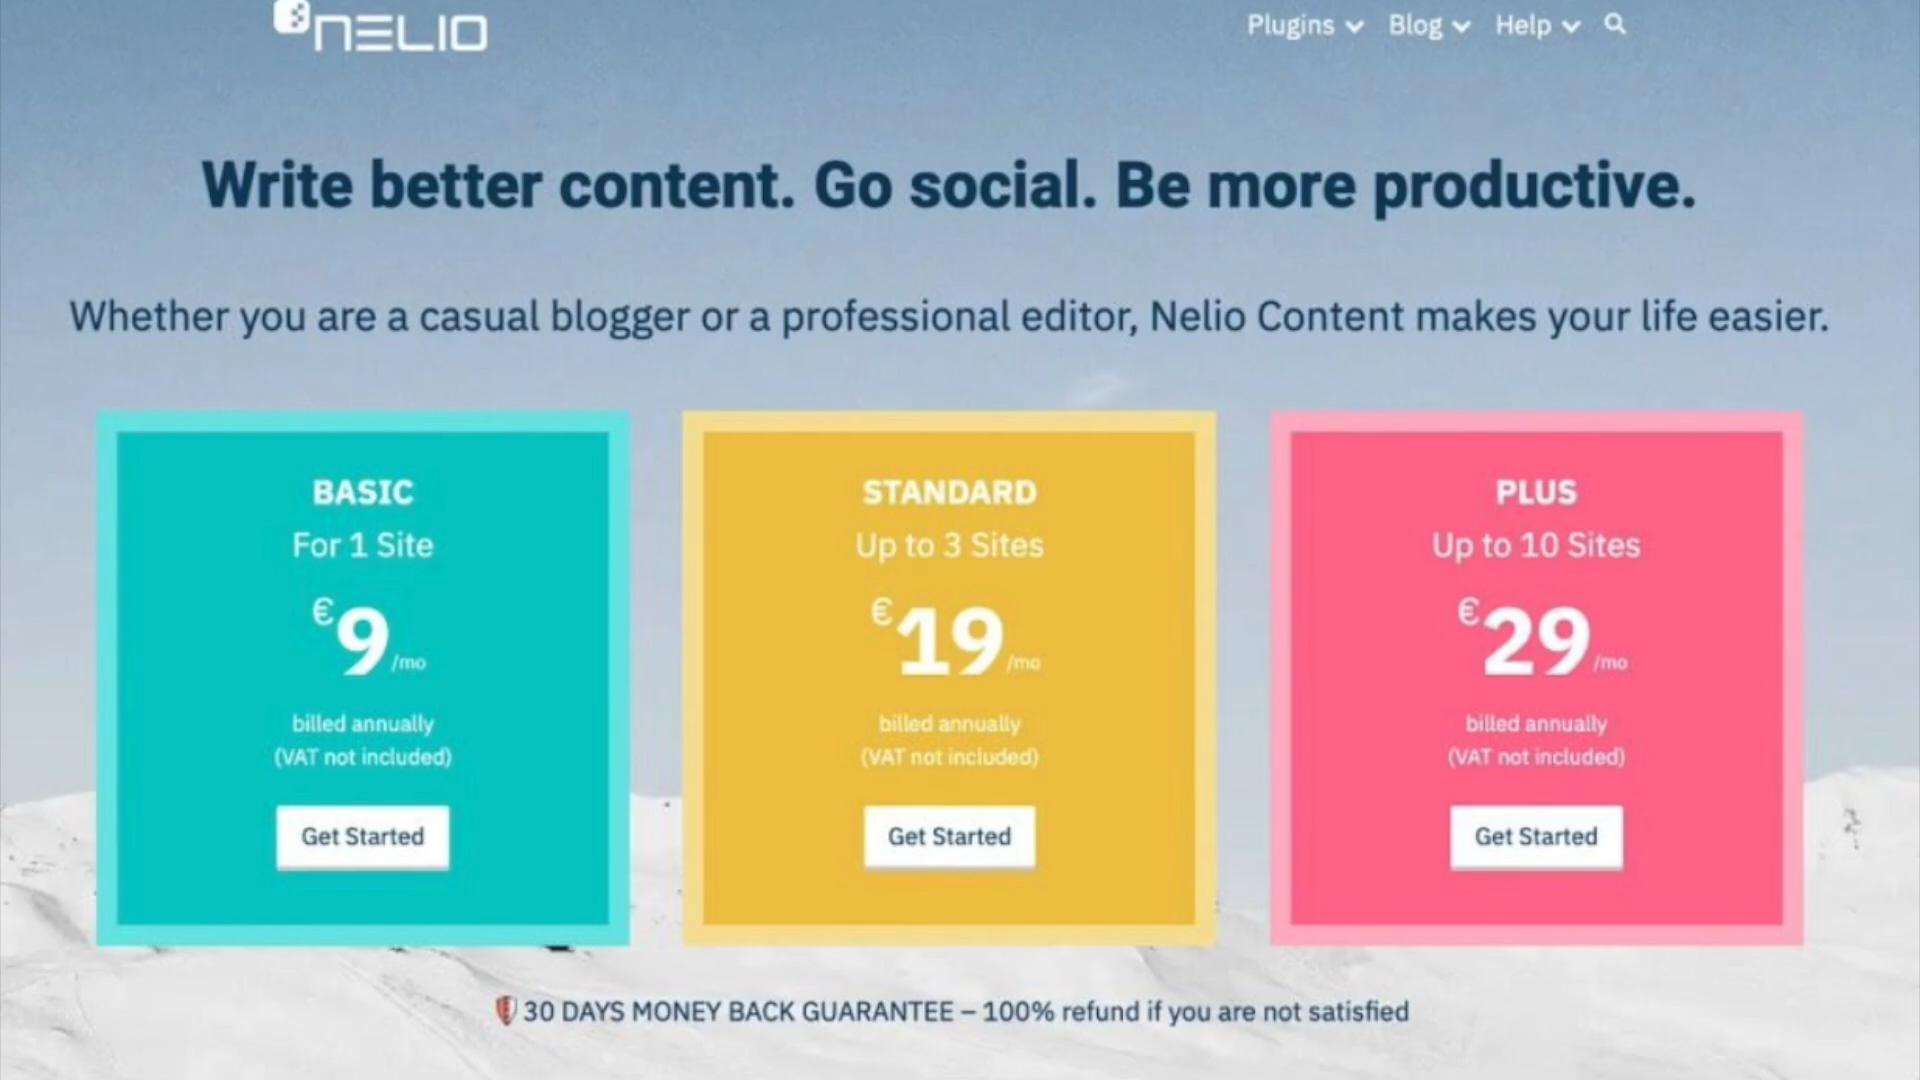 NELIO
Plugins Blog Help
Write better content. Go social. Be more productive.
Whether you are a casual blogger or a professional editor, Nelio Content makes your life easier.
BASIC
For 1 Site
€9/mo
billed annually
(VAT not included)
Get Started
STANDARD
Up to 3 Sites
€19/mo
billed annually
(VAT not included)
Get Started
PLUS
Up to 10 Sites
€29/mo
billed annually
(VAT not included)
Get Started
30 DAYS MONEY BACK GUARANTEE – 100% refund if you are not satisfied